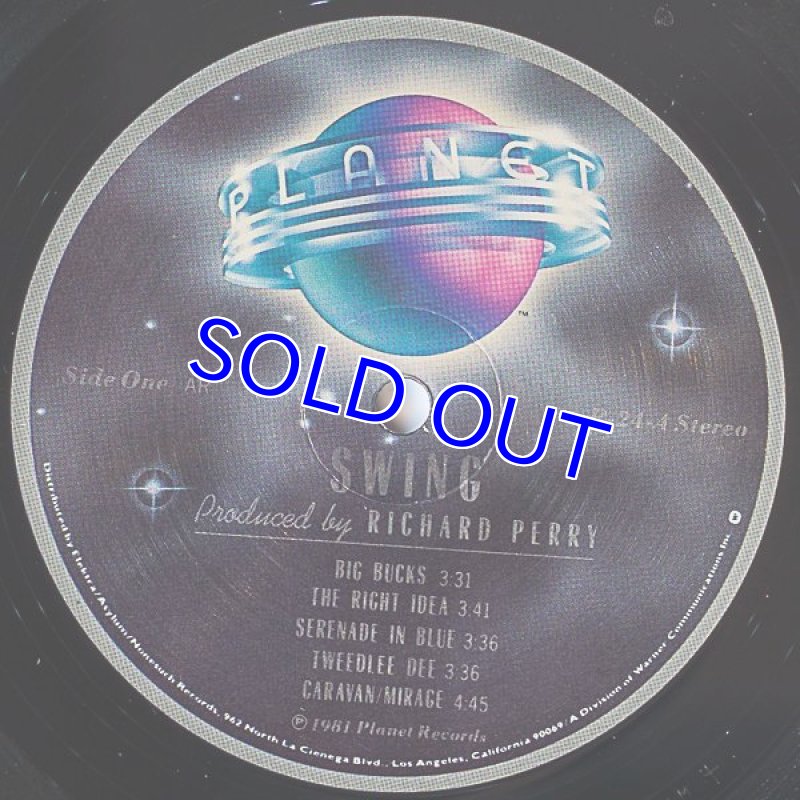 PLANET
TM
Side One AR
24-4 Stereo
SOLD OUT
SWING
Produced by RICHARD PERRY
BIG BUCKS 3:31
THE RIGHT IDEA 3:41
SERENADE IN BLUE 3:36
TWEEDLEE DEE 3:36
CARAVAN/MIRAGE 4:45
℗ 1981 Planet Records
Distributed by Elektra/Asylum/Nonesuch Records, 962 North La Cienega Blvd., Los Angeles, California 90069/A Division of Warner Communications Inc.